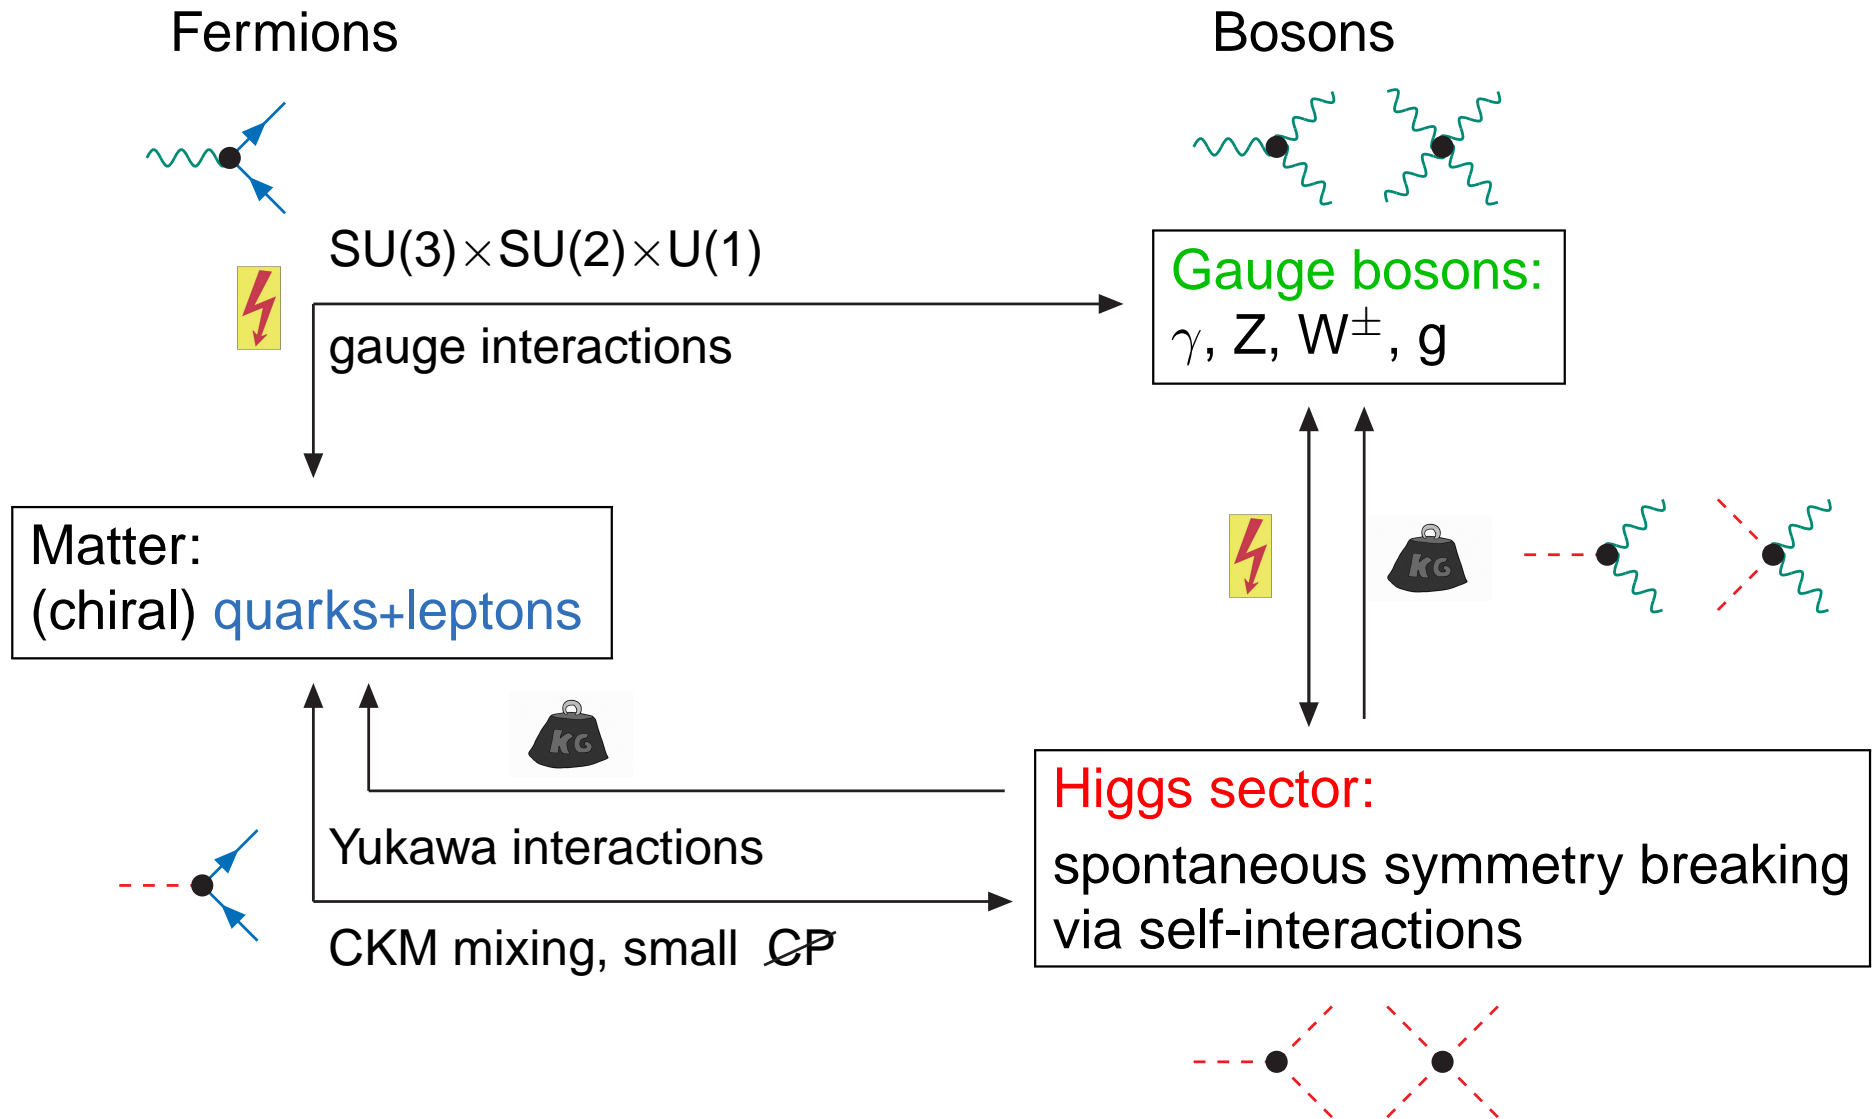 Fermions
Bosons
SU(3)×SU(2)×U(1)
gauge interactions
Gauge bosons:
γ, Z, W±, g
Matter:
(chiral) quarks+leptons
KG
KG
Higgs sector:
spontaneous symmetry breaking
via self-interactions
Yukawa interactions
CKM mixing, small C̸P̸